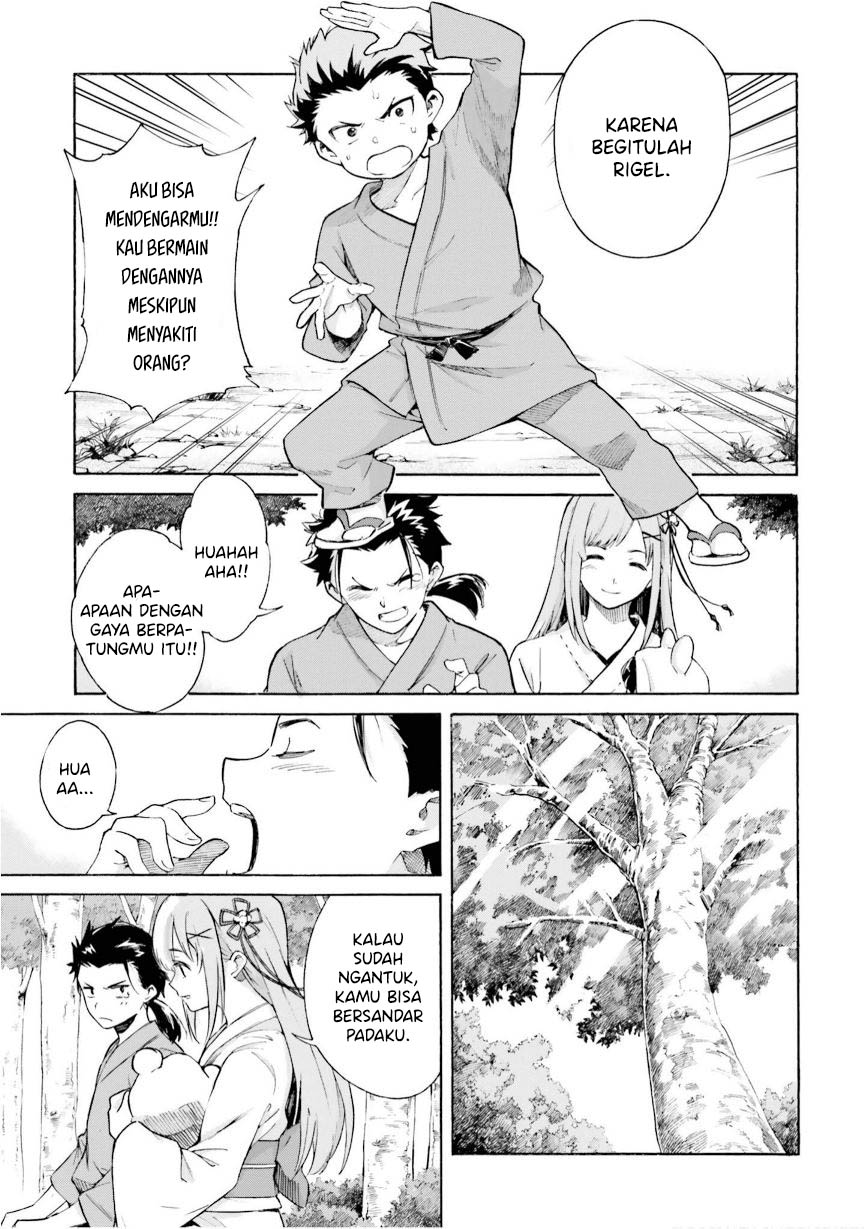 KARENA
BEGITULAH
RIGEL.
AKU BISA
MENDENGARMU!!
KAU BERMAIN
DENGANNYA
MESKIPUN
MENYAKITI
ORANG?
HUAHAH
AHA!!
APA-
APAAN DENGAN
GAYA BERPA-
TUNGMU ITU!!
HUA
AA...
KALAU
SUDAH
NGANTUK,
KAMU BISA
BERSANDAR
PADAKU.